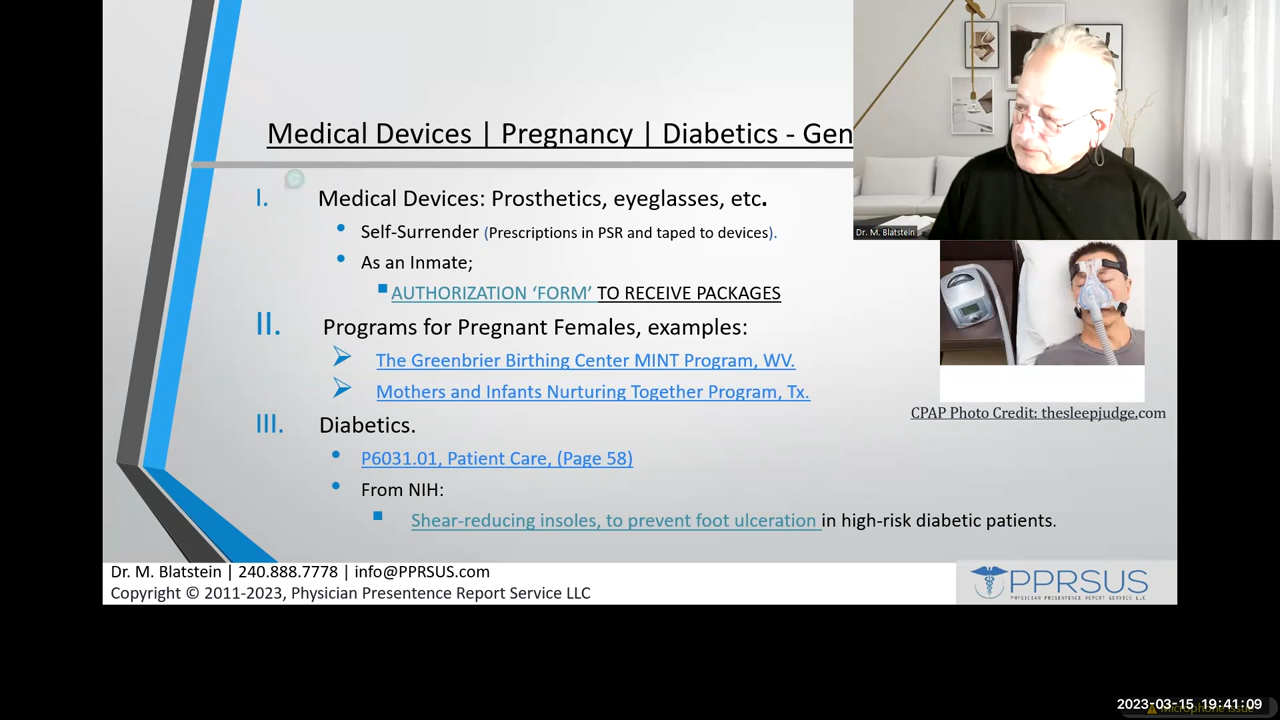 Medical Devices | Pregnancy | Diabetics - Gen
I. Medical Devices: Prosthetics, eyeglasses, etc.
• Self-Surrender (Prescriptions in PSR and taped to devices).
• As an Inmate;
▪ AUTHORIZATION ‘FORM’ TO RECEIVE PACKAGES
II. Programs for Pregnant Females, examples:
➢ The Greenbrier Birthing Center MINT Program, WV.
➢ Mothers and Infants Nurturing Together Program, Tx.
III. Diabetics.
• P6031.01, Patient Care, (Page 58)
• From NIH:
▪ Shear-reducing insoles, to prevent foot ulceration in high-risk diabetic patients.
Dr. M. Blatstein
CPAP Photo Credit: thesleepjudge.com
Dr. M. Blatstein | 240.888.7778 | info@PPRSUS.com
Copyright © 2011-2023, Physician Presentence Report Service LLC
PPRSUS
PHYSICIAN PRESENTENCE REPORT SERVICE LLC
2023-03-15 19:41:09